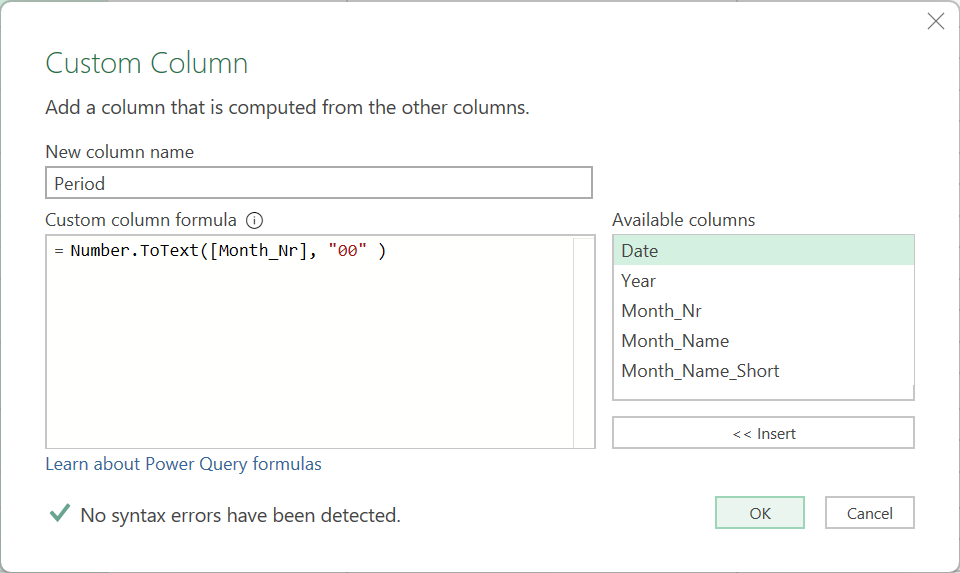 Custom Column
Add a column that is computed from the other columns.
New column name
Period
Custom column formula
Available columns
= Number.ToText([Month_Nr], "00" )
Date
Year
Month_Nr
Month_Name
Month_Name_Short
<< Insert
Learn about Power Query formulas
No syntax errors have been detected.
OK
Cancel